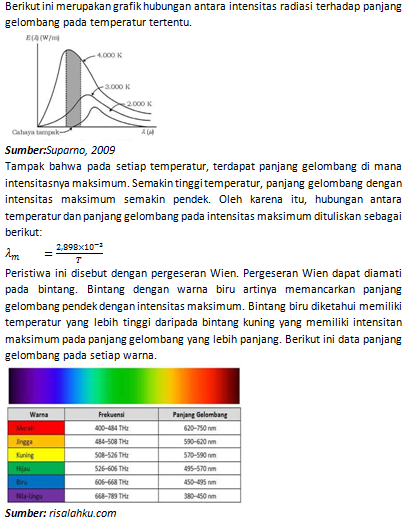 Berikut ini merupakan grafik hubungan antara intensitas radiasi terhadap panjang
gelombang pada temperatur tertentu.
E(λ) (W/m)
4.000 K
3.000 K
2.000 K
Cahaya tampak
λ (μ)
Sumber:Suparno, 2009
Tampak bahwa pada setiap temperatur, terdapat panjang gelombang di mana
intensitasnya maksimum. Semakin tinggi temperatur, panjang gelombang dengan
intensitas maksimum semakin pendek. Oleh karena itu, hubungan antara
temperatur dan panjang gelombang pada intensitas maksimum dituliskan sebagai
berikut:
λm = 2,898×10⁻³/T
Peristiwa ini disebut dengan pergeseran Wien. Pergeseran Wien dapat diamati
pada bintang. Bintang dengan warna biru artinya memancarkan panjang
gelombang pendek dengan intensitas maksimum. Bintang biru diketahui memiliki
temperatur yang lebih tinggi daripada bintang kuning yang memiliki intensitan
maksimum pada panjang gelombang yang lebih panjang. Berikut ini data panjang
gelombang pada setiap warna.
Warna Frekuensi Panjang Gelombang
Merah 400-484 THz 620-750 nm
Jingga 484-508 THz 590-620 nm
Kuning 508-526 THz 570-590 nm
Hijau 526-606 THz 495-570 nm
Biru 606-668 THz 450-495 nm
Nila-Ungu 668-789 THz 380-450 nm
Sumber: risalahku.com